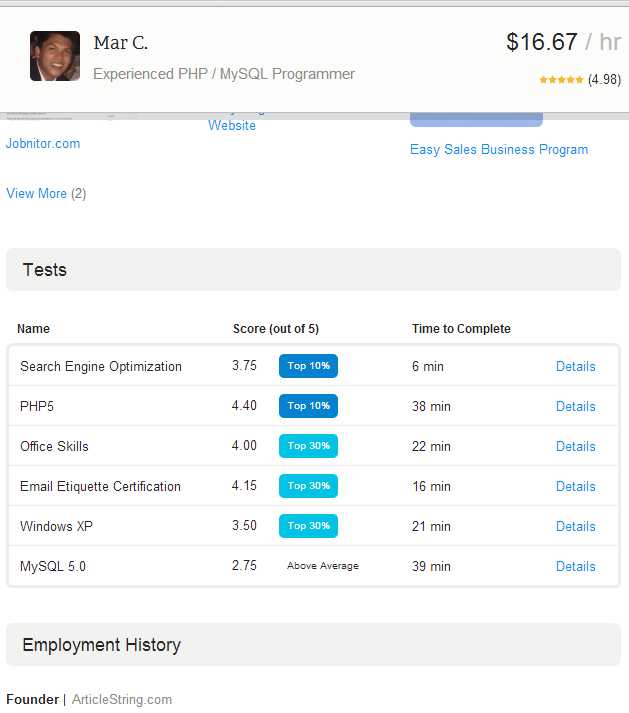 Mar C.
$16.67 / hr
Experienced PHP / MySQL Programmer
(4.98)
Website
Jobnitor.com
Easy Sales Business Program
View More (2)
Tests
Name Score (out of 5) Time to Complete
Search Engine Optimization 3.75 Top 10% 6 min Details
PHP5 4.40 Top 10% 38 min Details
Office Skills 4.00 Top 30% 22 min Details
Email Etiquette Certification 4.15 Top 30% 16 min Details
Windows XP 3.50 Top 30% 21 min Details
MySQL 5.0 2.75 Above Average 39 min Details
Employment History
Founder | ArticleString.com